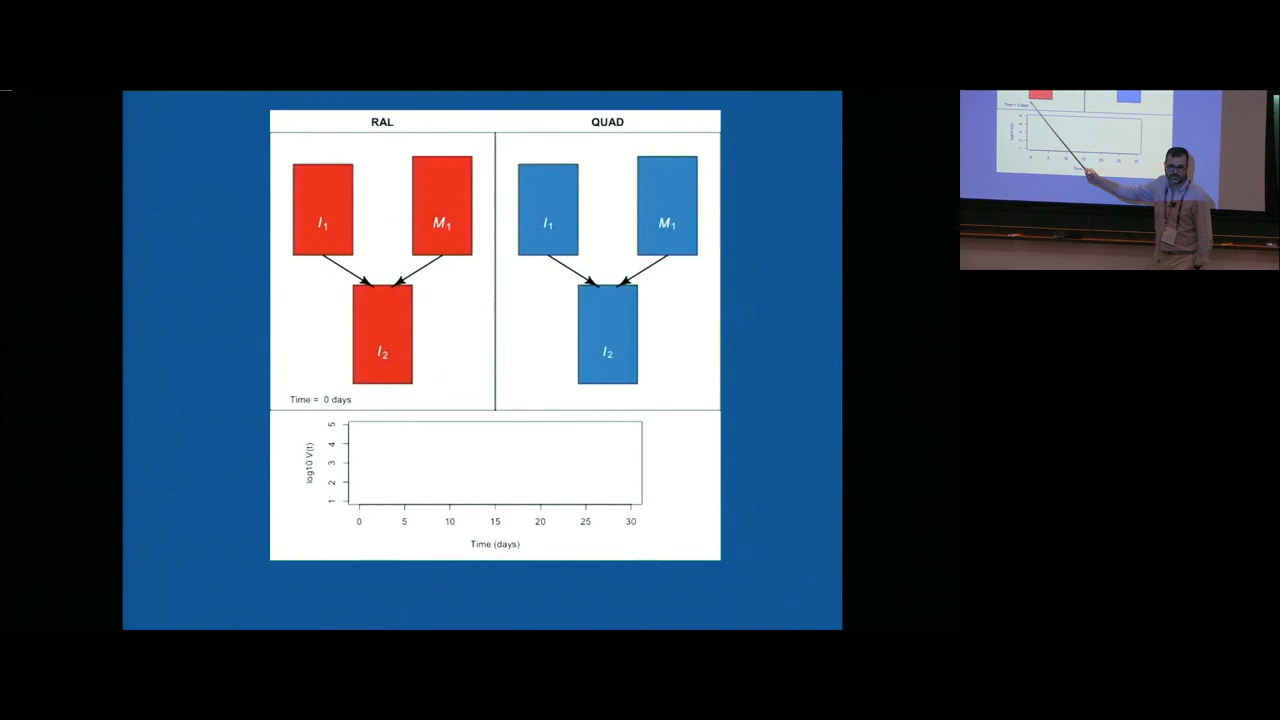 RAL
QUAD
I1
M1
I1
M1
I2
I2
Time = 0 days
log10 V(t)
5
4
3
2
1
0 5 10 15 20 25 30
Time (days)